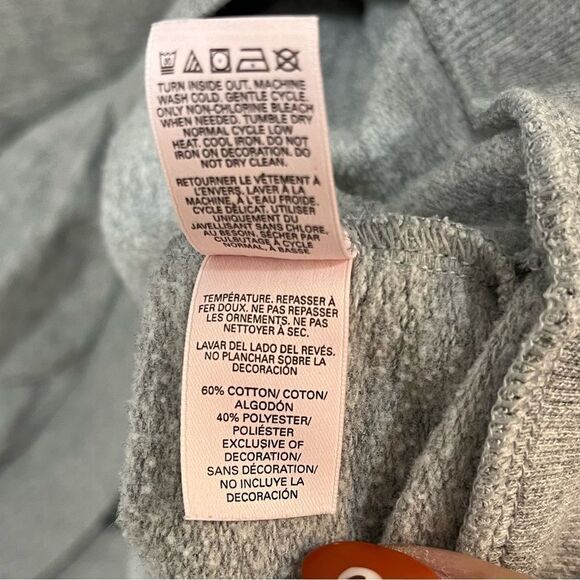 TURN INSIDE OUT. MACHINE
WASH COLD. GENTLE CYCLE.
ONLY NON-CHLORINE BLEACH
WHEN NEEDED. TUMBLE DRY
NORMAL CYCLE LOW
HEAT. COOL IRON. DO NOT
IRON ON DECORATION. DO
NOT DRY CLEAN.
RETOURNER LE VÊTEMENT À
L'ENVERS. LAVER À LA
MACHINE, À L'EAU FROIDE.
CYCLE DÉLICAT. UTILISER
UNIQUEMENT DU
JAVELLISANT SANS CHLORE,
AU BESOIN. SÉCHER PAR
CULBUTAGE À CYCLE
NORMAL, À BASSE
TEMPÉRATURE. REPASSER À
FER DOUX. NE PAS REPASSER
LES ORNEMENTS. NE PAS
NETTOYER À SEC.
LAVAR DEL LADO DEL REVÉS.
NO PLANCHAR SOBRE LA
DECORACIÓN
60% COTTON/ COTON/
ALGODÓN
40% POLYESTER/
POLIÉSTER
EXCLUSIVE OF
DECORATION/
SANS DÉCORATION/
NO INCLUYE LA
DECORACIÓN